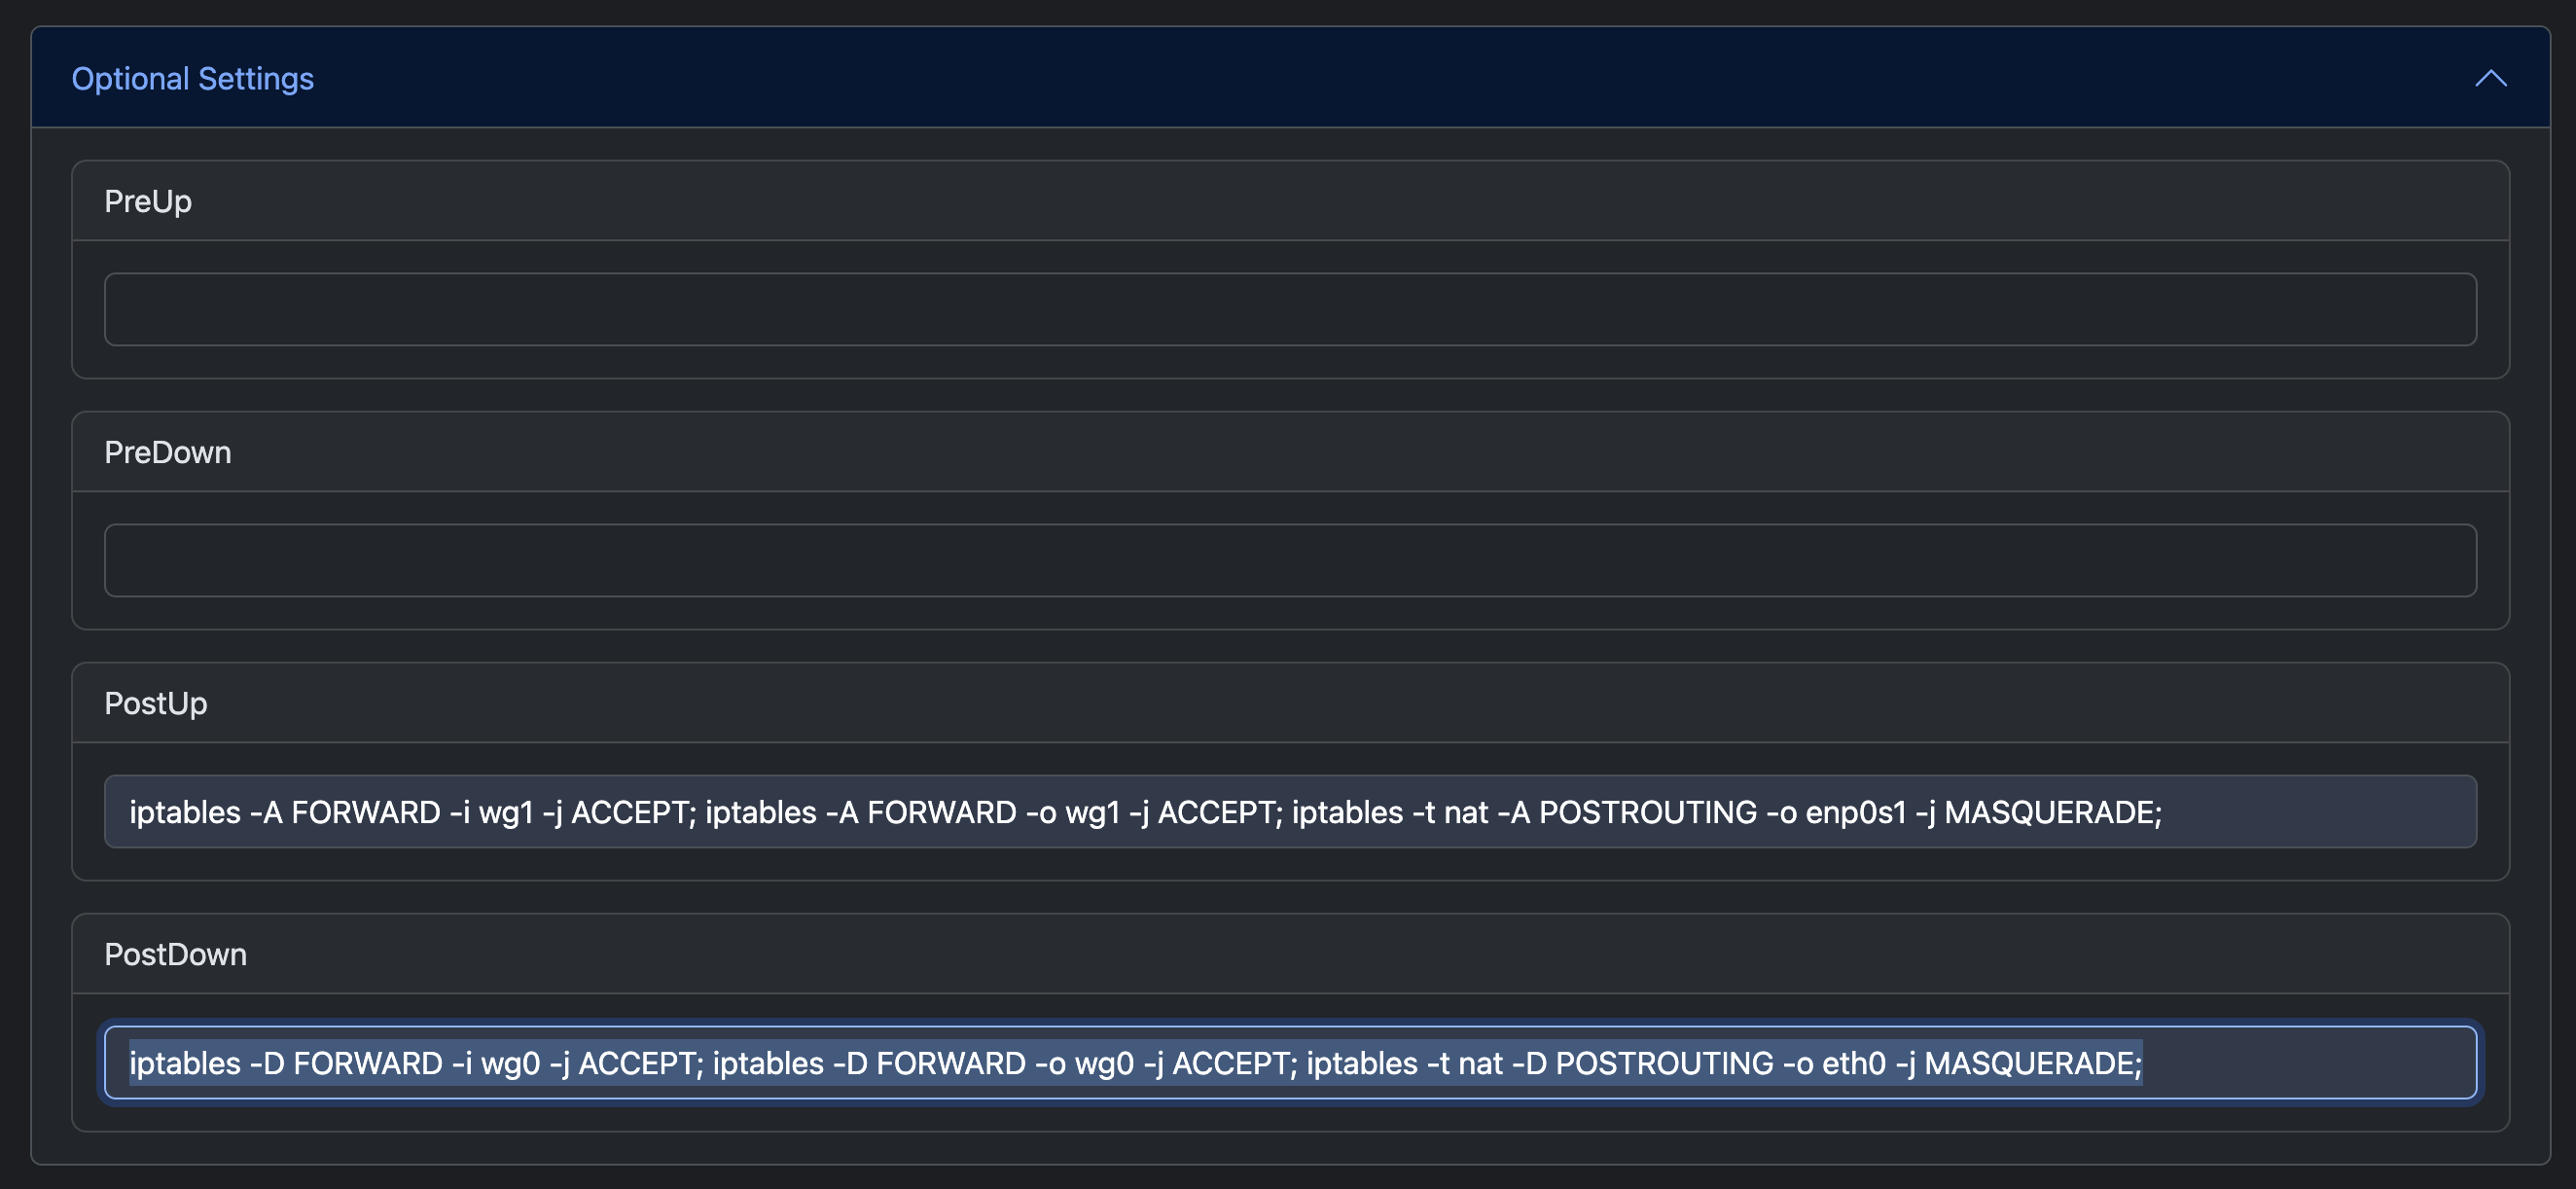 Optional Settings
PreUp
PreDown
PostUp
iptables -A FORWARD -i wg1 -j ACCEPT; iptables -A FORWARD -o wg1 -j ACCEPT; iptables -t nat -A POSTROUTING -o enp0s1 -j MASQUERADE;
PostDown
iptables -D FORWARD -i wg0 -j ACCEPT; iptables -D FORWARD -o wg0 -j ACCEPT; iptables -t nat -D POSTROUTING -o eth0 -j MASQUERADE;